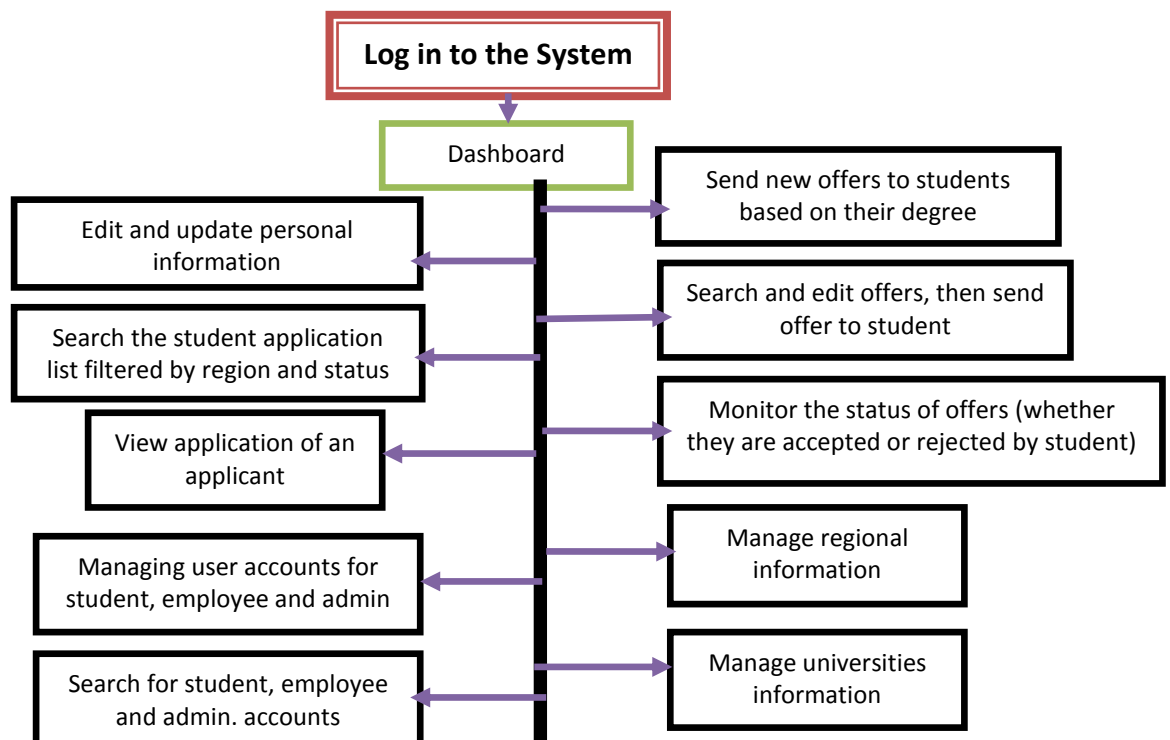 Log in to the System
Dashboard
Send new offers to students
based on their degree
Edit and update personal
information
Search and edit offers, then send
offer to student
Search the student application
list filtered by region and status
Monitor the status of offers (whether
they are accepted or rejected by student)
View application of an
applicant
Manage regional
information
Managing user accounts for
student, employee and admin
Manage universities
information
Search for student, employee
and admin. accounts